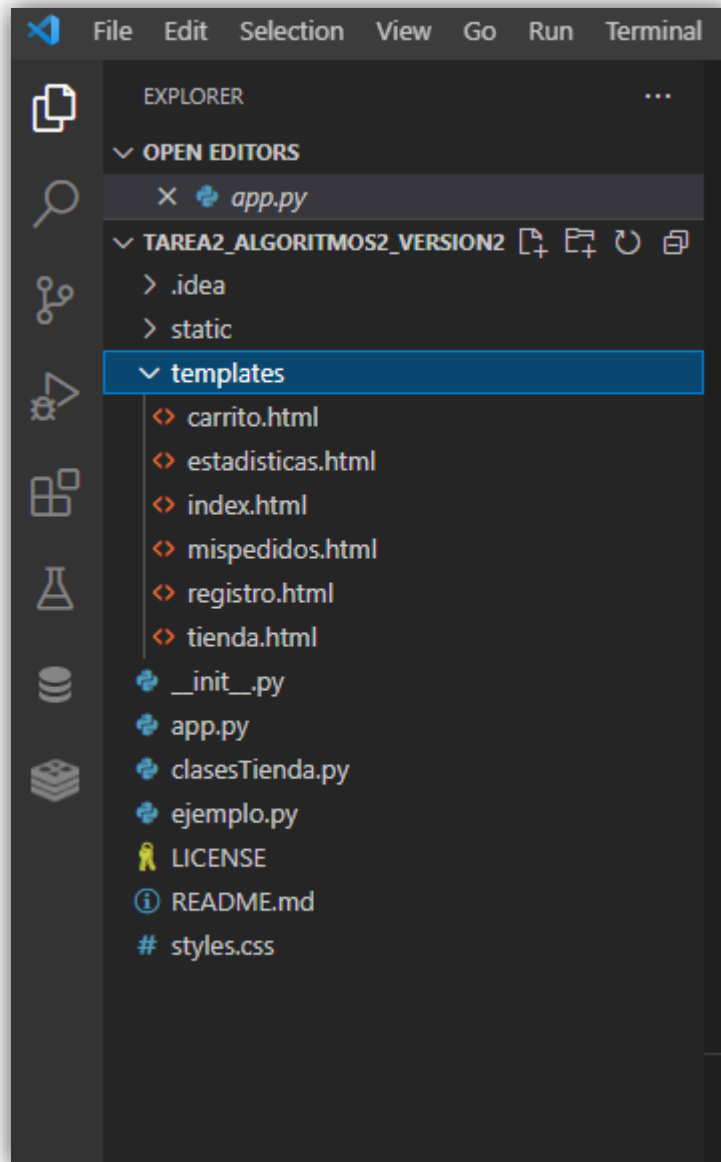 File Edit Selection View Go Run Terminal
EXPLORER
OPEN EDITORS
app.py
TAREA2_ALGORITMOS2_VERSION2
.idea
static
templates
carrito.html
estadisticas.html
index.html
mispedidos.html
registro.html
tienda.html
__init__.py
app.py
clasesTienda.py
ejemplo.py
LICENSE
README.md
# styles.css